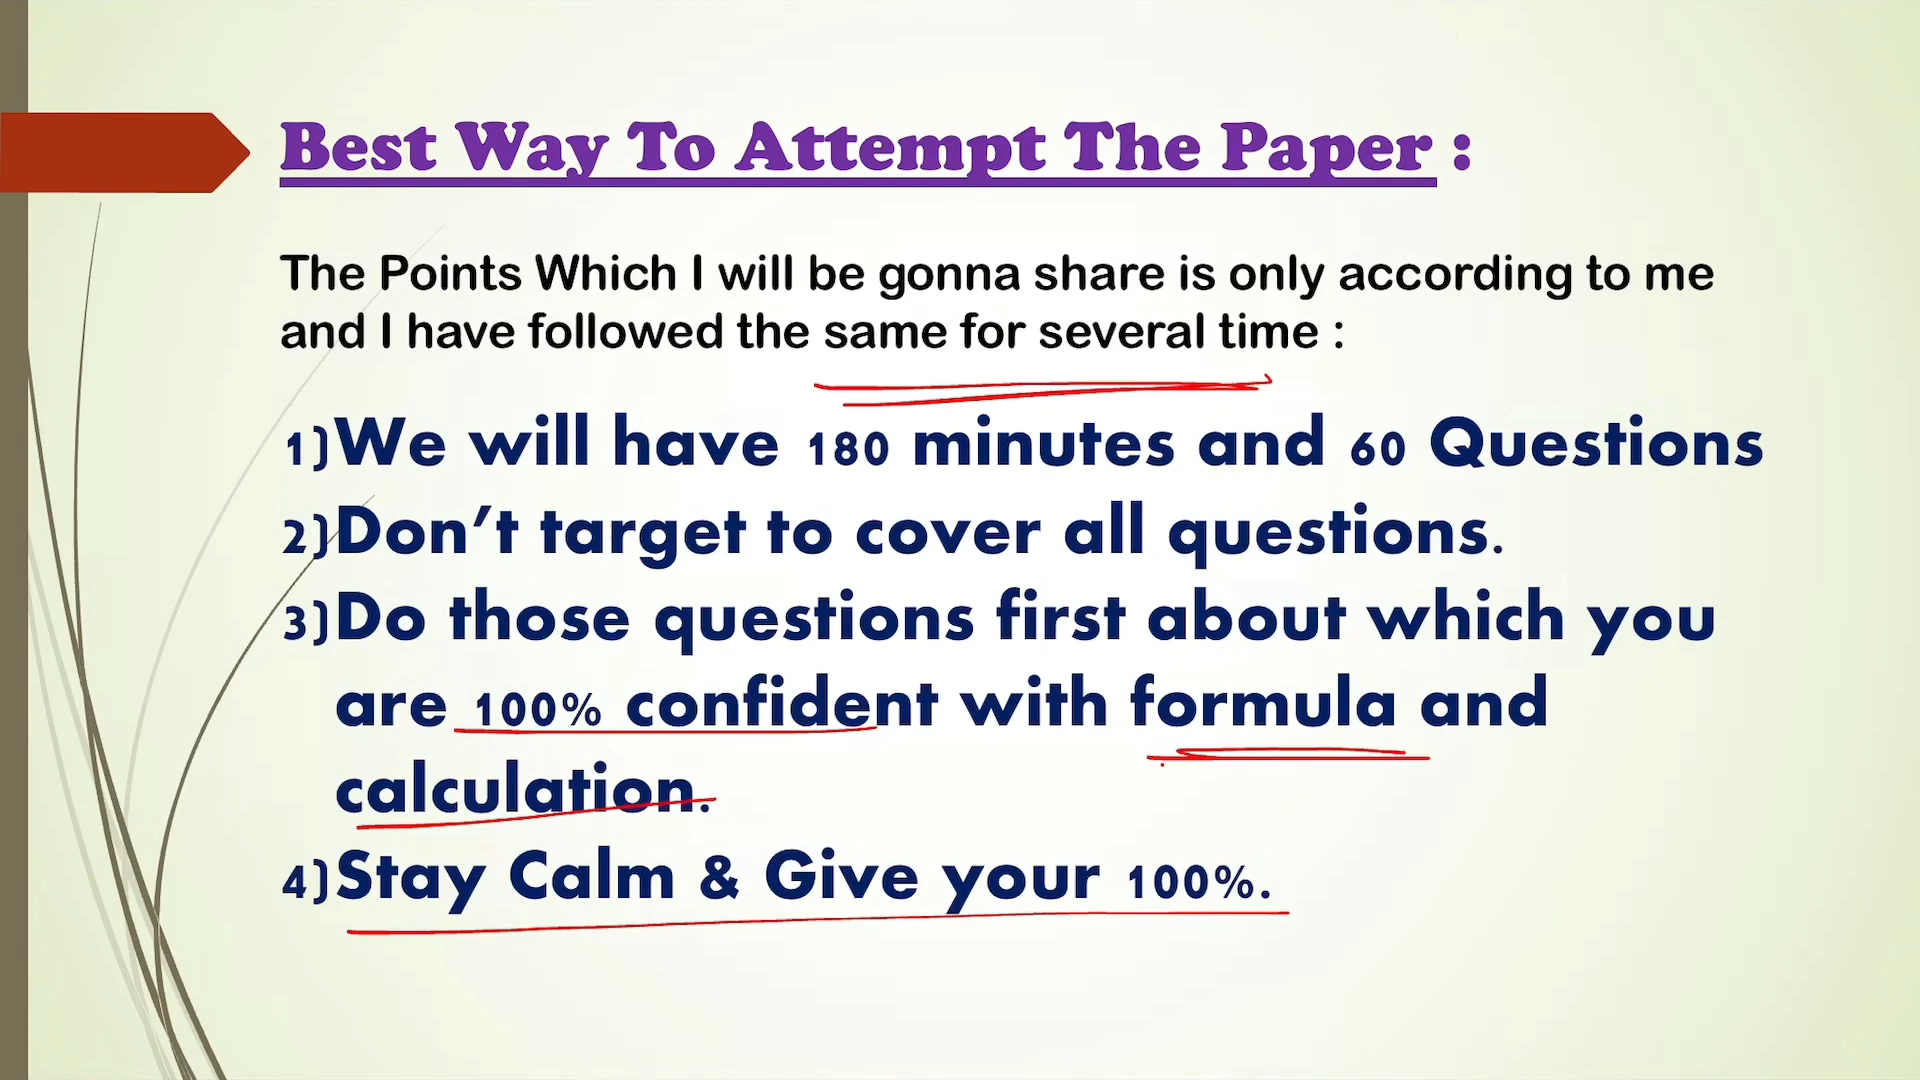 Best Way To Attempt The Paper :
The Points Which I will be gonna share is only according to me
and I have followed the same for several time :
1)We will have 180 minutes and 60 Questions
2)Don’t target to cover all questions.
3)Do those questions first about which you
are 100% confident with formula and
calculation.
4)Stay Calm & Give your 100%.